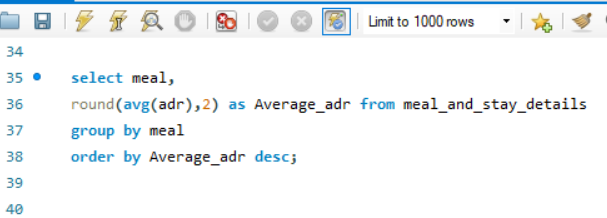 Limit to 1000 rows
34
35 select meal,
36 round(avg(adr),2) as Average_adr from meal_and_stay_details
37 group by meal
38 order by Average_adr desc;
39
40